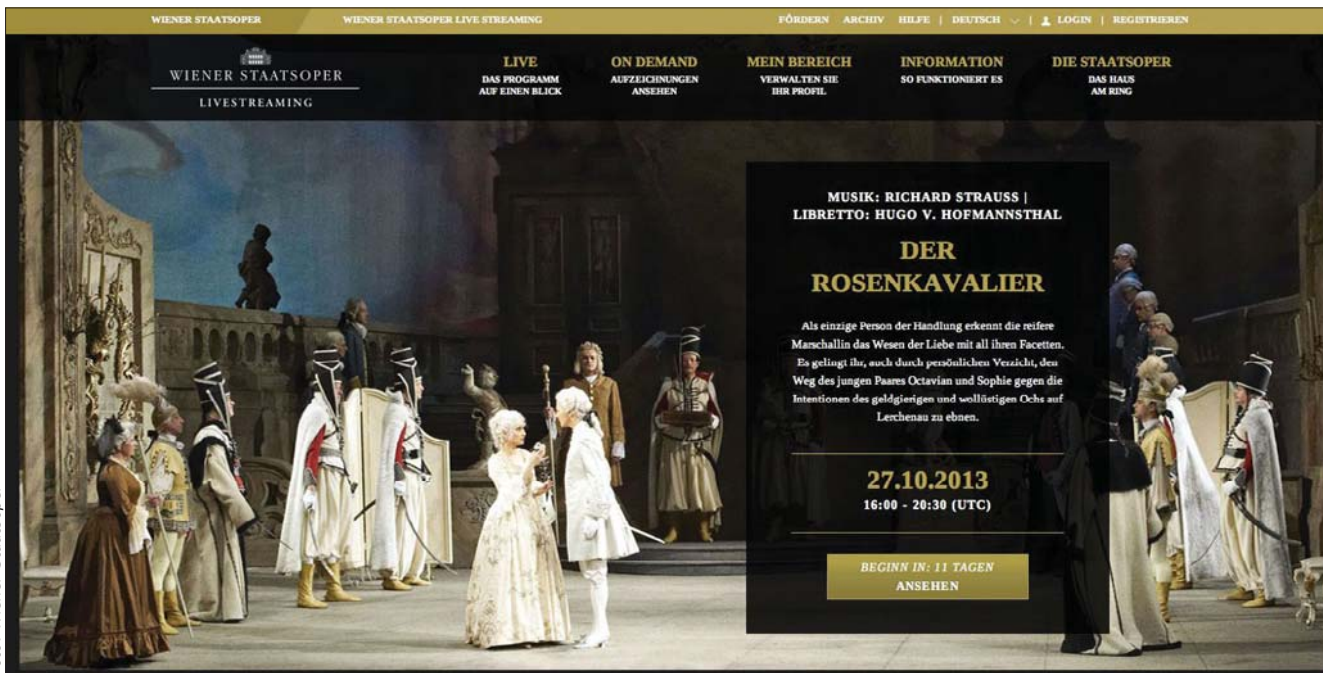 WIENER STAATSOPER
WIENER STAATSOPER LIVE STREAMING
FÖRDERN ARCHIV HILFE | DEUTSCH | LOGIN | REGISTRIEREN
WIENER STAATSOPER
LIVESTREAMING
LIVE
DAS PROGRAMM
AUF EINEN BLICK
ON DEMAND
AUFZEICHNUNGEN
ANSEHEN
MEIN BEREICH
VERWALTEN SIE
IHR PROFIL
INFORMATION
SO FUNKTIONIERT ES
DIE STAATSOPER
DAS HAUS
AM RING
MUSIK: RICHARD STRAUSS |
LIBRETTO: HUGO V. HOFMANNSTHAL
DER
ROSENKAVALIER
Als einzige Person der Handlung erkennt die reifere
Marschallin das Wesen der Liebe mit all ihren Facetten.
Es gelingt ihr, auch durch persönlichen Verzicht, den
Weg des jungen Paares Octavian und Sophie gegen die
Intentionen des geldgierigen und wollüstigen Ochs auf
Lerchenau zu ebnen.
27.10.2013
16:00 - 20:30 (UTC)
BEGINN IN: 11 TAGEN
ANSEHEN